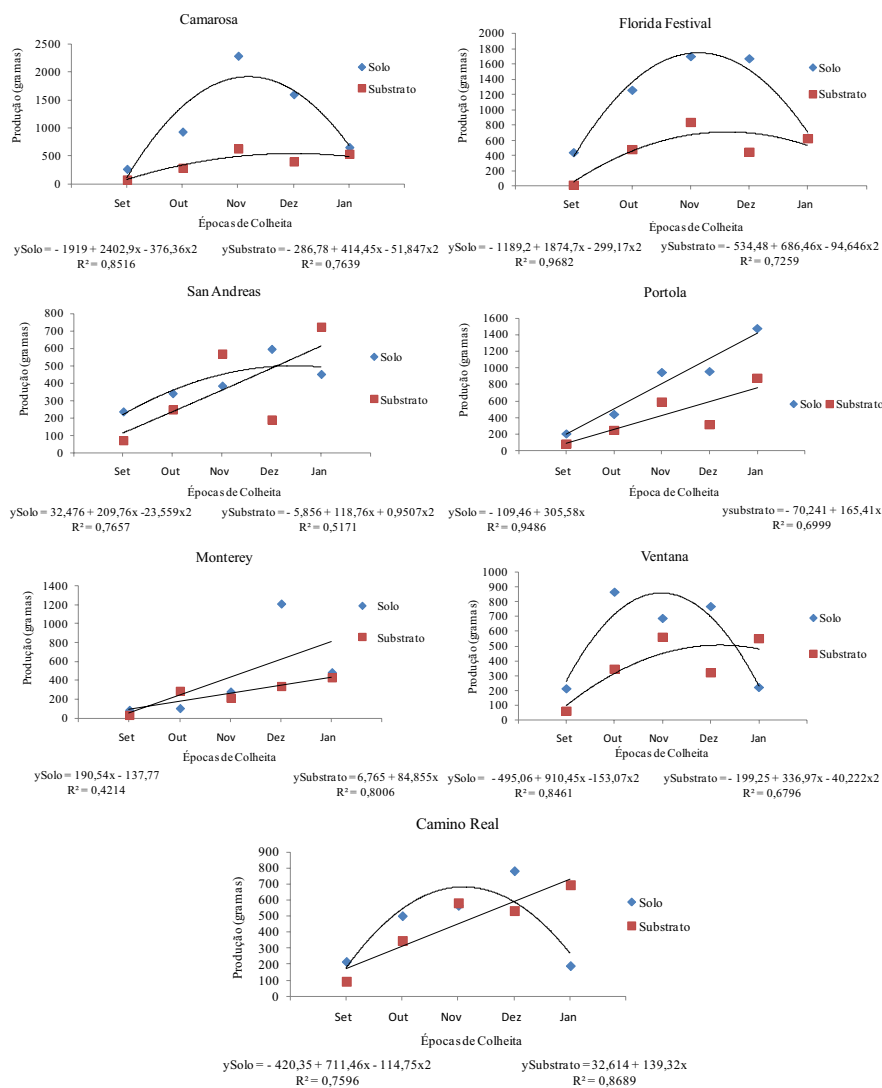 Camarosa
Produção (gramas)
2500
2000
1500
1000
500
0
Set Out Nov Dez Jan
Épocas de Colheita
Solo
Substrato
ySolo = - 1919 + 2402,9x - 376,36x2
R² = 0,8516
ySubstrato = - 286,78 + 414,45x - 51,847x2
R² = 0,7639
Florida Festival
Produção (gramas)
2000
1800
1600
1400
1200
1000
800
600
400
200
0
Set Out Nov Dez Jan
Épocas de Colheita
Solo
Substrato
ySolo = - 1189,2 + 1874,7x - 299,17x2
R² = 0,9682
ySubstrato = - 534,48 + 686,46x - 94,646x2
R² = 0,7259
San Andreas
Produção (gramas)
800
700
600
500
400
300
200
100
0
Set Out Nov Dez Jan
Épocas de Colheita
Solo
Substrato
ySolo = 32,476 + 209,76x -23,559x2
R² = 0,7657
ySubstrato = - 5,856 + 118,76x + 0,9507x2
R² = 0,5171
Portola
Produção (gramas)
1600
1400
1200
1000
800
600
400
200
0
Set Out Nov Dez Jan
Épocas de Colheita
Solo Substrato
ySolo = - 109,46 + 305,58x
R² = 0,9486
ysubstrato = - 70,241 + 165,41x
R² = 0,6999
Monterey
Produção (gramas)
1400
1200
1000
800
600
400
200
0
Set Out Nov Dez Jan
Épocas de Colheita
Solo
Substrato
ySolo = 190,54x - 137,77
R² = 0,4214
ySubstrato = 6,765 + 84,855x
R² = 0,8006
Ventana
Produção (gramas)
1000
900
800
700
600
500
400
300
200
100
0
Set Out Nov Dez Jan
Épocas de Colheita
Solo
Substrato
ySolo = - 495,06 + 910,45x -153,07x2
R² = 0,8461
ySubstrato = - 199,25 + 336,97x - 40,222x2
R² = 0,6796
Camino Real
Produção (gramas)
900
800
700
600
500
400
300
200
100
0
Set Out Nov Dez Jan
Épocas de Colheita
Solo
Substrato
ySolo = - 420,35 + 711,46x - 114,75x2
R² = 0,7596
ySubstrato = 32,614 + 139,32x
R² = 0,8689